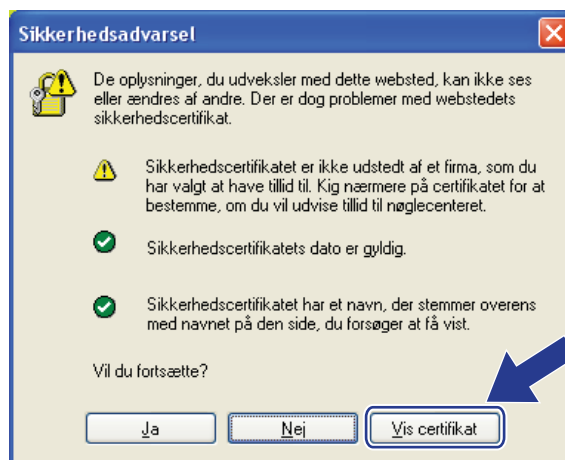 Sikkerhedsadvarsel
De oplysninger, du udveksler med dette websted, kan ikke ses
eller ændres af andre. Der er dog problemer med webstedets
sikkerhedscertifikat.
Sikkerhedscertifikatet er ikke udstedt af et firma, som du
har valgt at have tillid til. Kig nærmere på certifikatet for at
bestemme, om du vil udvise tillid til nøglecenteret.
Sikkerhedscertifikatets dato er gyldig.
Sikkerhedscertifikatet har et navn, der stemmer overens
med navnet på den side, du forsøger at få vist.
Vil du fortsætte?
Ja Nej Vis certifikat